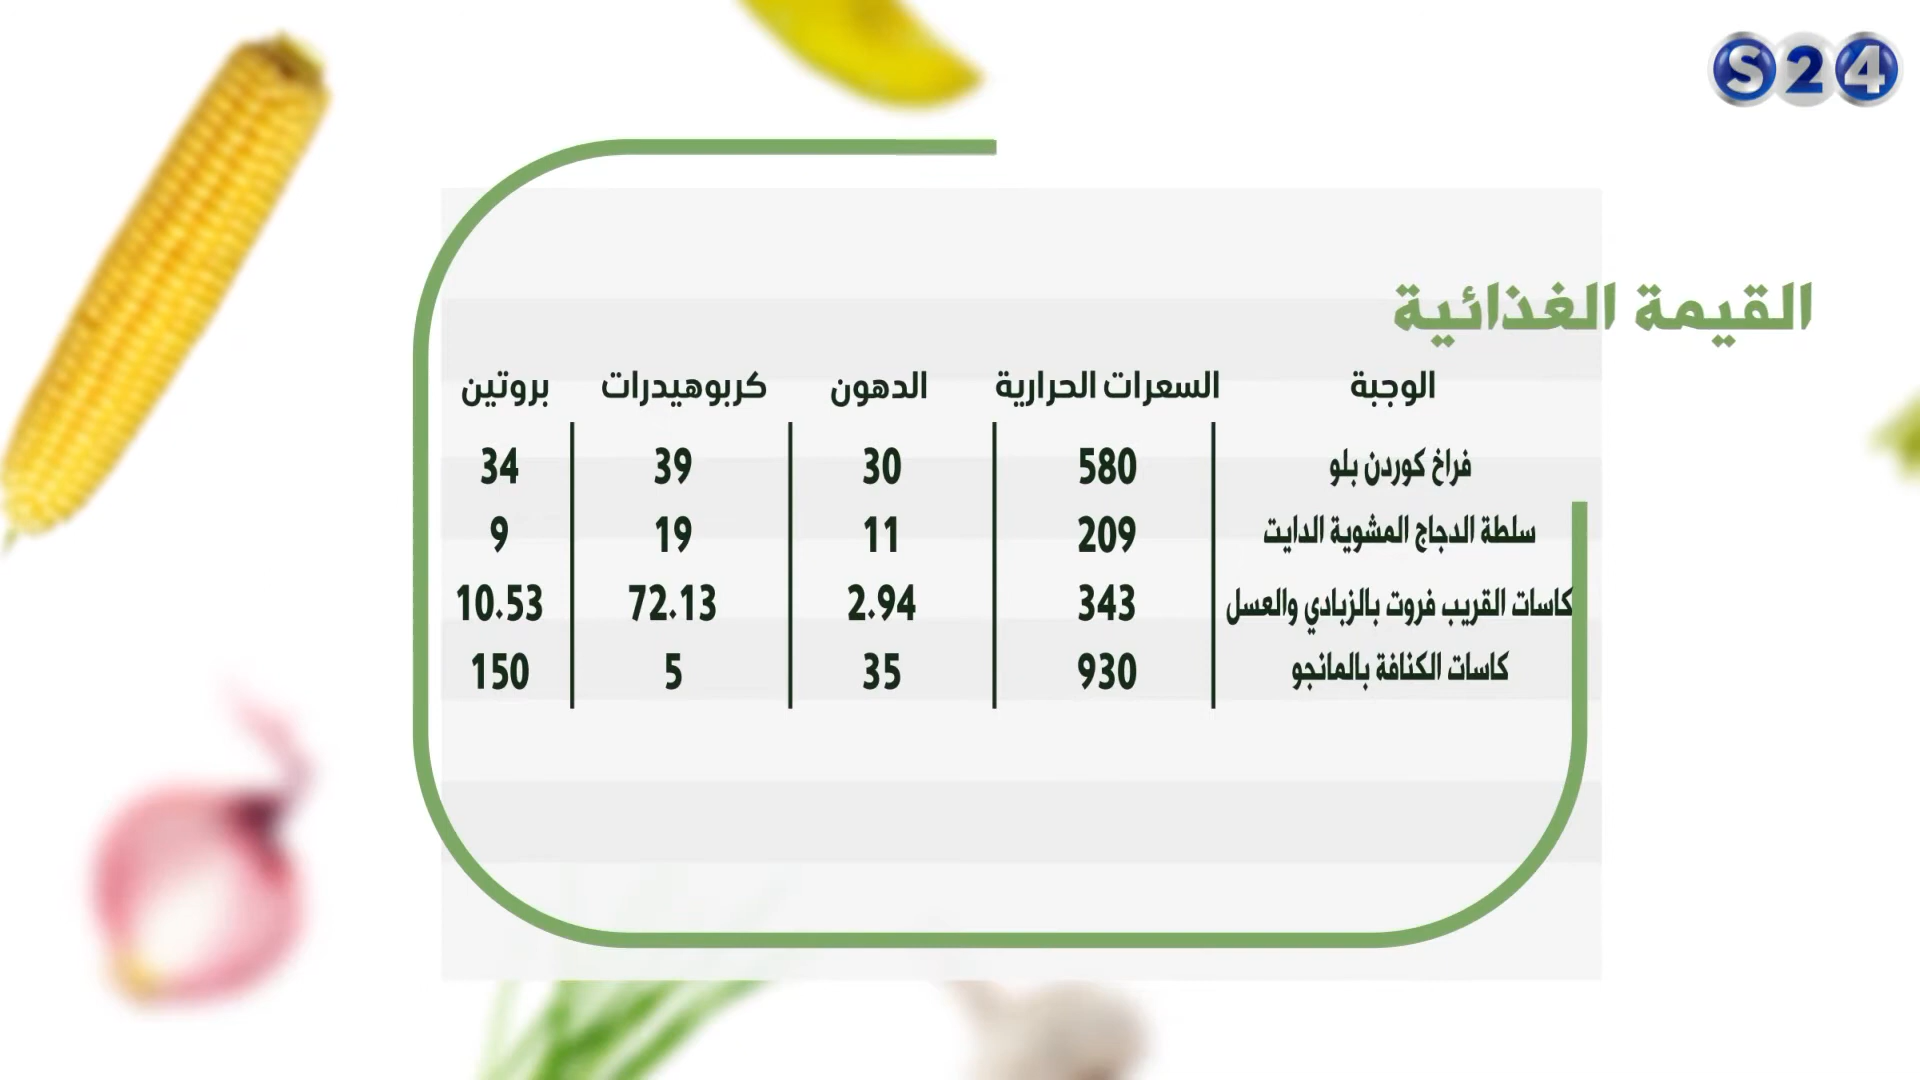 S24
القيمة الغذائية
الوجبة السعرات الحرارية الدهون كربوهيدرات بروتين
فراخ كوردن بلو 580 30 39 34
سلطة الدجاج المشوية الدايت 209 11 19 9
كاسات القريب فروت بالزبادي والعسل 343 2.94 72.13 10.53
كاسات الكنافة بالمانجو 930 35 5 150